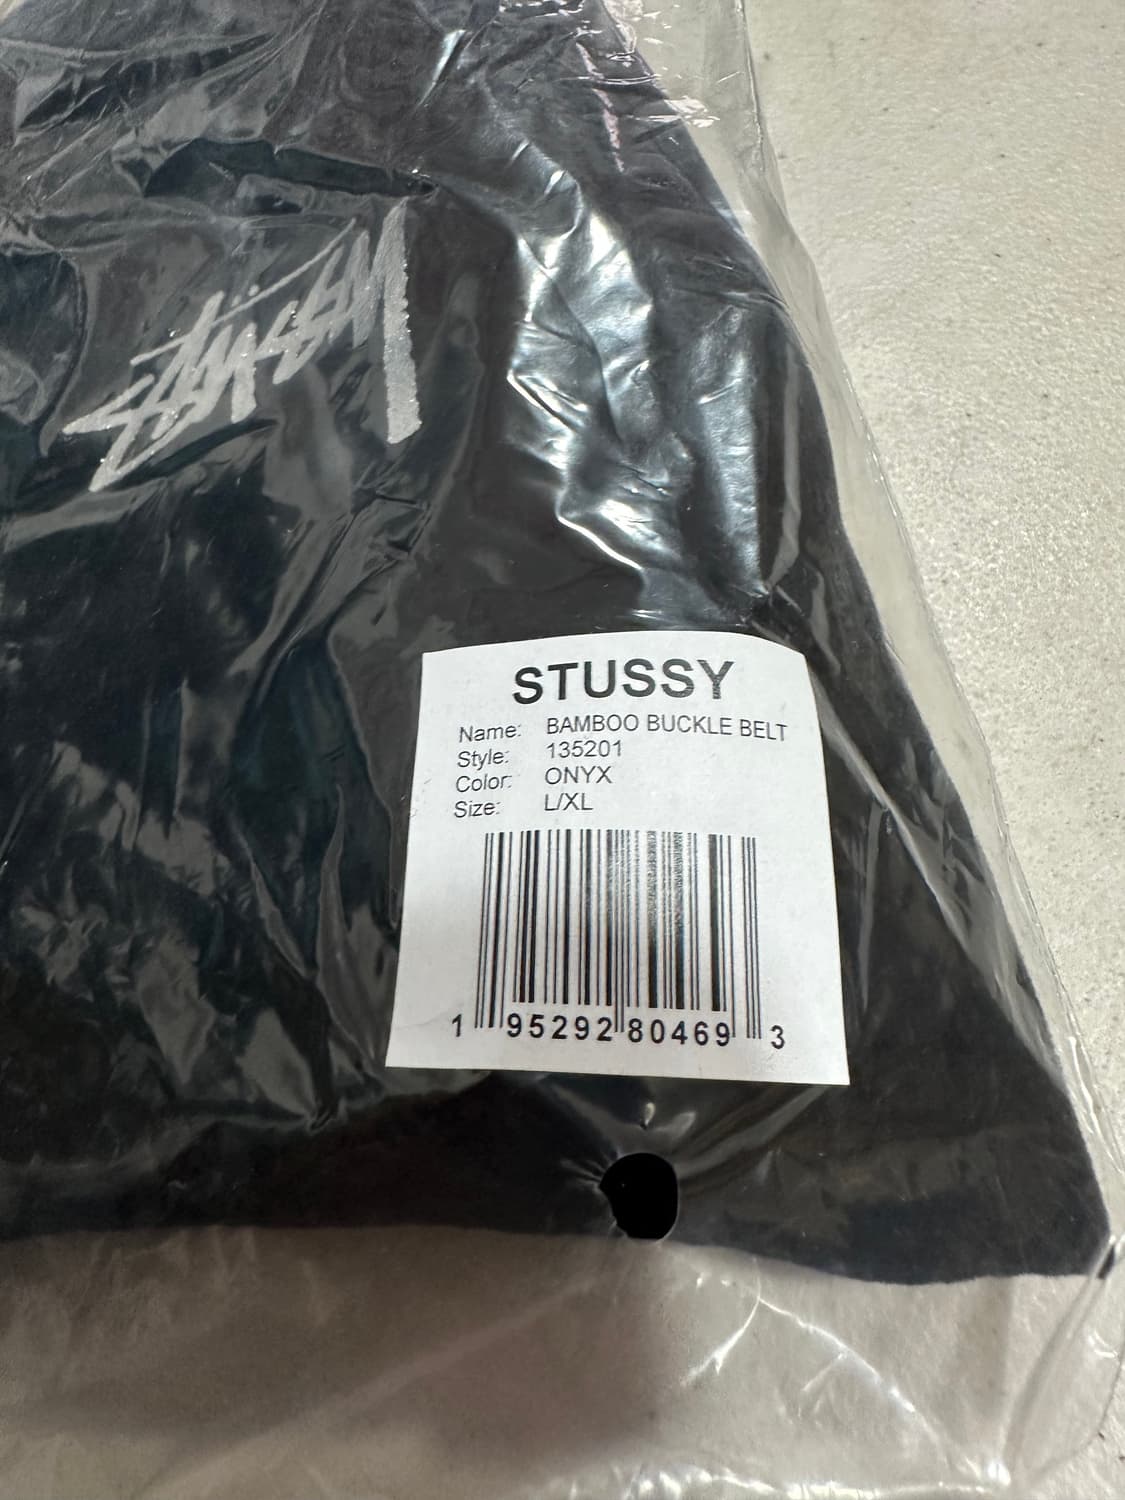 Stüssy
STUSSY
Name: BAMBOO BUCKLE BELT
Style: 135201
Color: ONYX
Size: L/XL
1 95292 80469 3